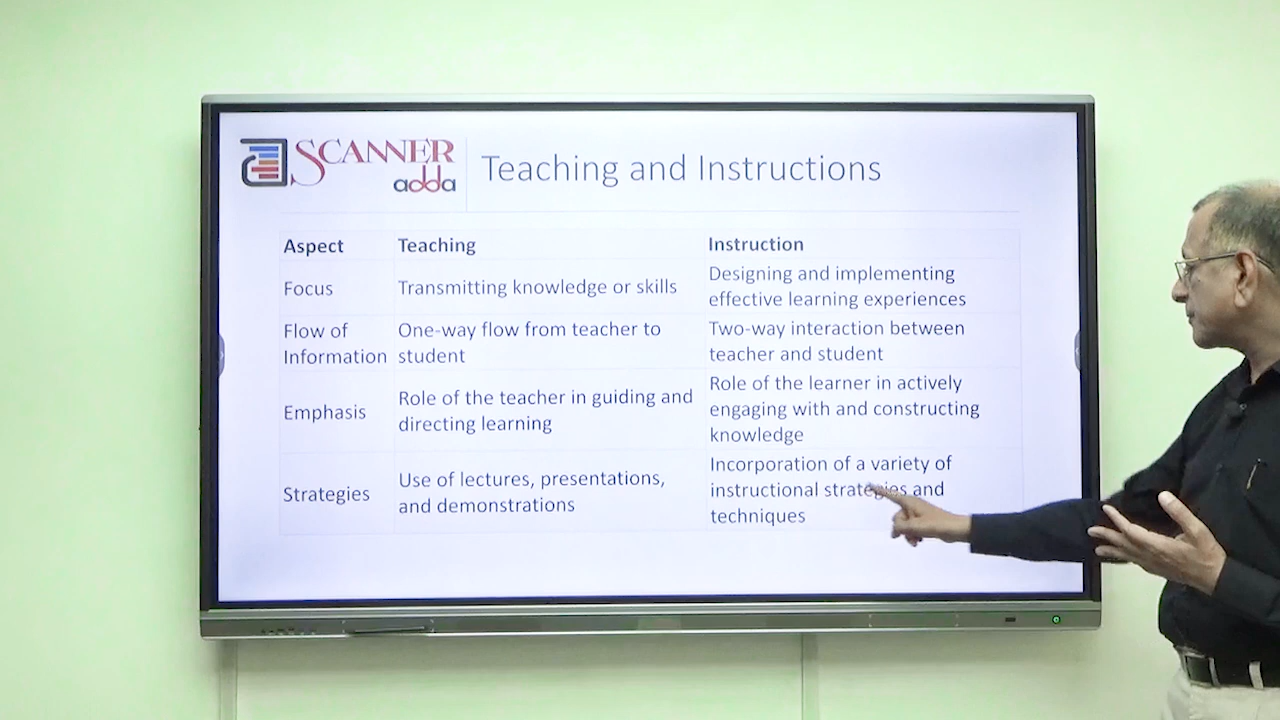 SCANNER
adda
Teaching and Instructions
Aspect Teaching Instruction
Focus
Transmitting knowledge or skills
Designing and implementing
effective learning experiences
Flow of
Information
One-way flow from teacher to
student
Two-way interaction between
teacher and student
Emphasis
Role of the teacher in guiding and
directing learning
Role of the learner in actively
engaging with and constructing
knowledge
Strategies
Use of lectures, presentations,
and demonstrations
Incorporation of a variety of
instructional strategies and
techniques